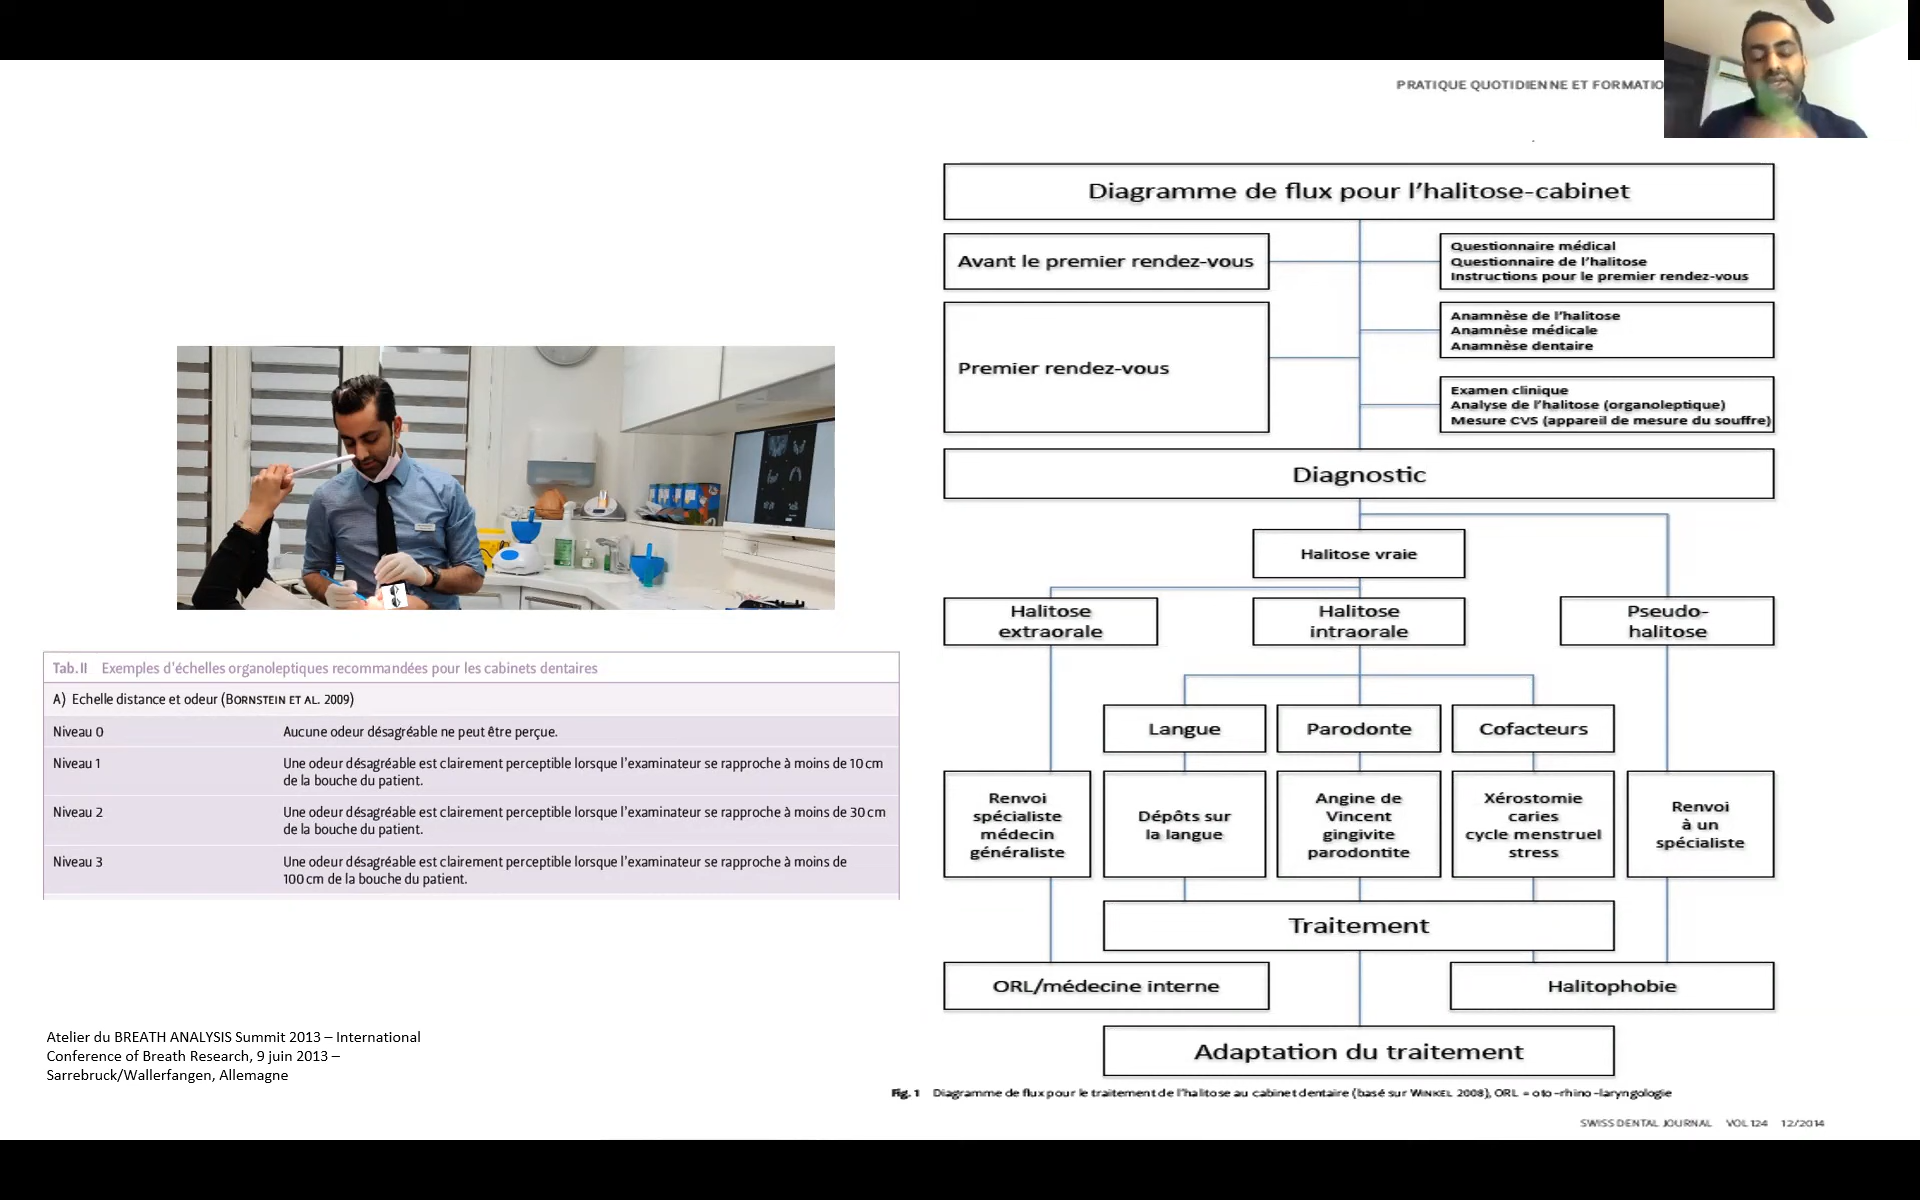 PRATIQUE QUOTIDIENNE ET FORMATIO
Diagramme de flux pour l'halitose-cabinet
Avant le premier rendez-vous
Questionnaire médical
Questionnaire de l'halitose
Instructions pour le premier rendez-vous
Premier rendez-vous
Anamnèse de l'halitose
Anamnèse médicale
Anamnèse dentaire
Examen clinique
Analyse de l'halitose (organoleptique)
Mesure CVS (appareil de mesure du souffre)
Diagnostic
Halitose vraie
Halitose
extraorale
Halitose
intraorale
Pseudo-
halitose
Langue
Parodonte
Cofacteurs
Renvoi
spécialiste
médecin
généraliste
Dépôts sur
la langue
Angine de
Vincent
gingivite
parodontite
Xérostomie
caries
cycle menstruel
stress
Renvoi
à un
spécialiste
Traitement
ORL/médecine interne
Halitophobie
Adaptation du traitement
Fig. 1 Diagramme de flux pour le traitement de l'halitose au cabinet dentaire (basé sur WINKEL 2008), ORL = oto-rhino-laryngologie
SWISS DENTAL JOURNAL VOL 124 12/2014
Tab. II Exemples d'échelles organoleptiques recommandées pour les cabinets dentaires
A) Echelle distance et odeur (BORNSTEIN ET AL. 2009)
Niveau 0 Aucune odeur désagréable ne peut être perçue.
Niveau 1 Une odeur désagréable est clairement perceptible lorsque l'examinateur se rapproche à moins de 10 cm
de la bouche du patient.
Niveau 2 Une odeur désagréable est clairement perceptible lorsque l'examinateur se rapproche à moins de 30 cm
de la bouche du patient.
Niveau 3 Une odeur désagréable est clairement perceptible lorsque l'examinateur se rapproche à moins de
100 cm de la bouche du patient.
Atelier du BREATH ANALYSIS Summit 2013 – International
Conference of Breath Research, 9 juin 2013 –
Sarrebruck/Wallerfangen, Allemagne